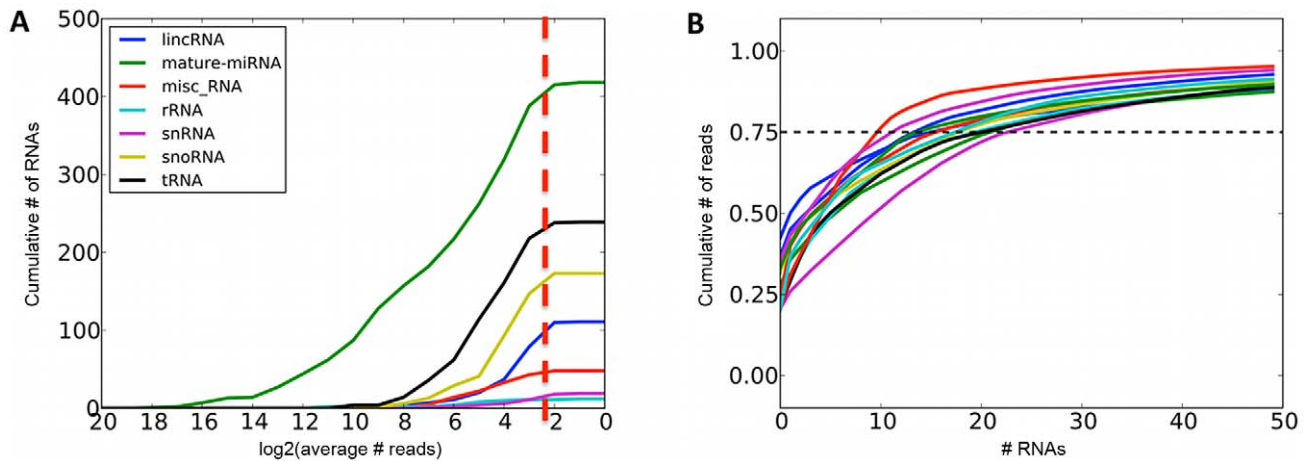 A
500
400
300
200
100
0
Cumulative # of RNAs
lincRNA
mature-miRNA
misc_RNA
rRNA
snRNA
snoRNA
tRNA
20 18 16 14 12 10 8 6 4 2 0
log2(average # reads)
B
1.00
0.75
0.50
0.25
0.00
Cumulative # of reads
0 10 20 30 40 50
# RNAs